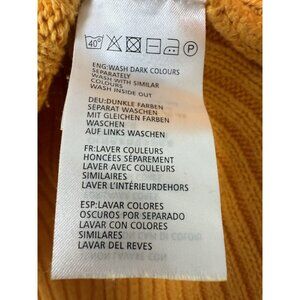 40°
P
ENG:WASH DARK COLOURS
SEPARATELY
WASH WITH SIMILAR
COLOURS
WASH INSIDE OUT
DEU:DUNKLE FARBEN
SEPARAT WASCHEN
MIT GLEICHEN FARBEN
WASCHEN
AUF LINKS WASCHEN
FR:LAVER COULEURS
HONCÉES SÉPAREMENT
LAVER AVEC COULEURS
SIMILAIRES
LAVER L'INTÉRIEURDEHORS
ESP:LAVAR COLORES
OSCUROS POR SEPARADO
LAVAR CON COLORES
SIMILARES
LAVAR DEL REVES